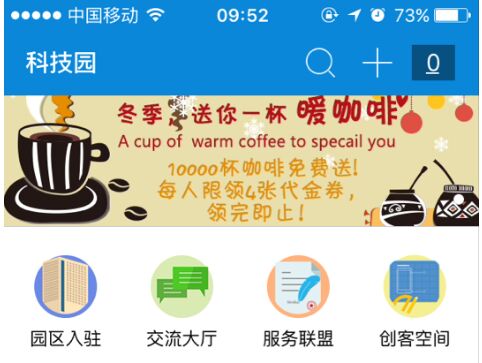 中国移动 09:52 73%
科技园 0
冬季送你一杯 暖咖啡
A cup of warm coffee to specail you
10000杯咖啡免费送!
每人限领4张代金券,
领完即止!
园区入驻 交流大厅 服务联盟 创客空间